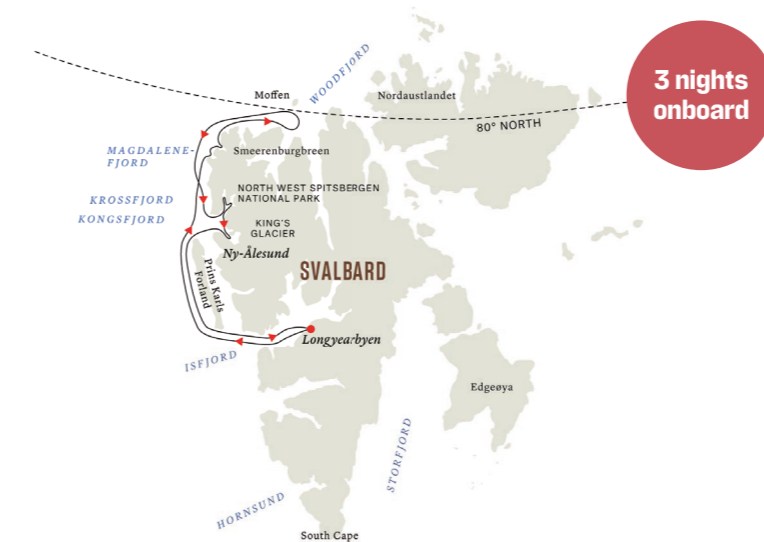 WOODFJORD
3 nights
onboard
Moffen
Nordaustlandet
80° NORTH
MAGDALENE-
FJORD
Smeerenburgbreen
KROSSFJORD
NORTH WEST SPITSBERGEN
NATIONAL PARK
KONGSFJORD
KING'S
GLACIER
Ny-Ålesund
SVALBARD
Prins Karls
Forland
Longyearbyen
ISFJORD
Edgeøya
STORFJORD
HORNSUND
South Cape